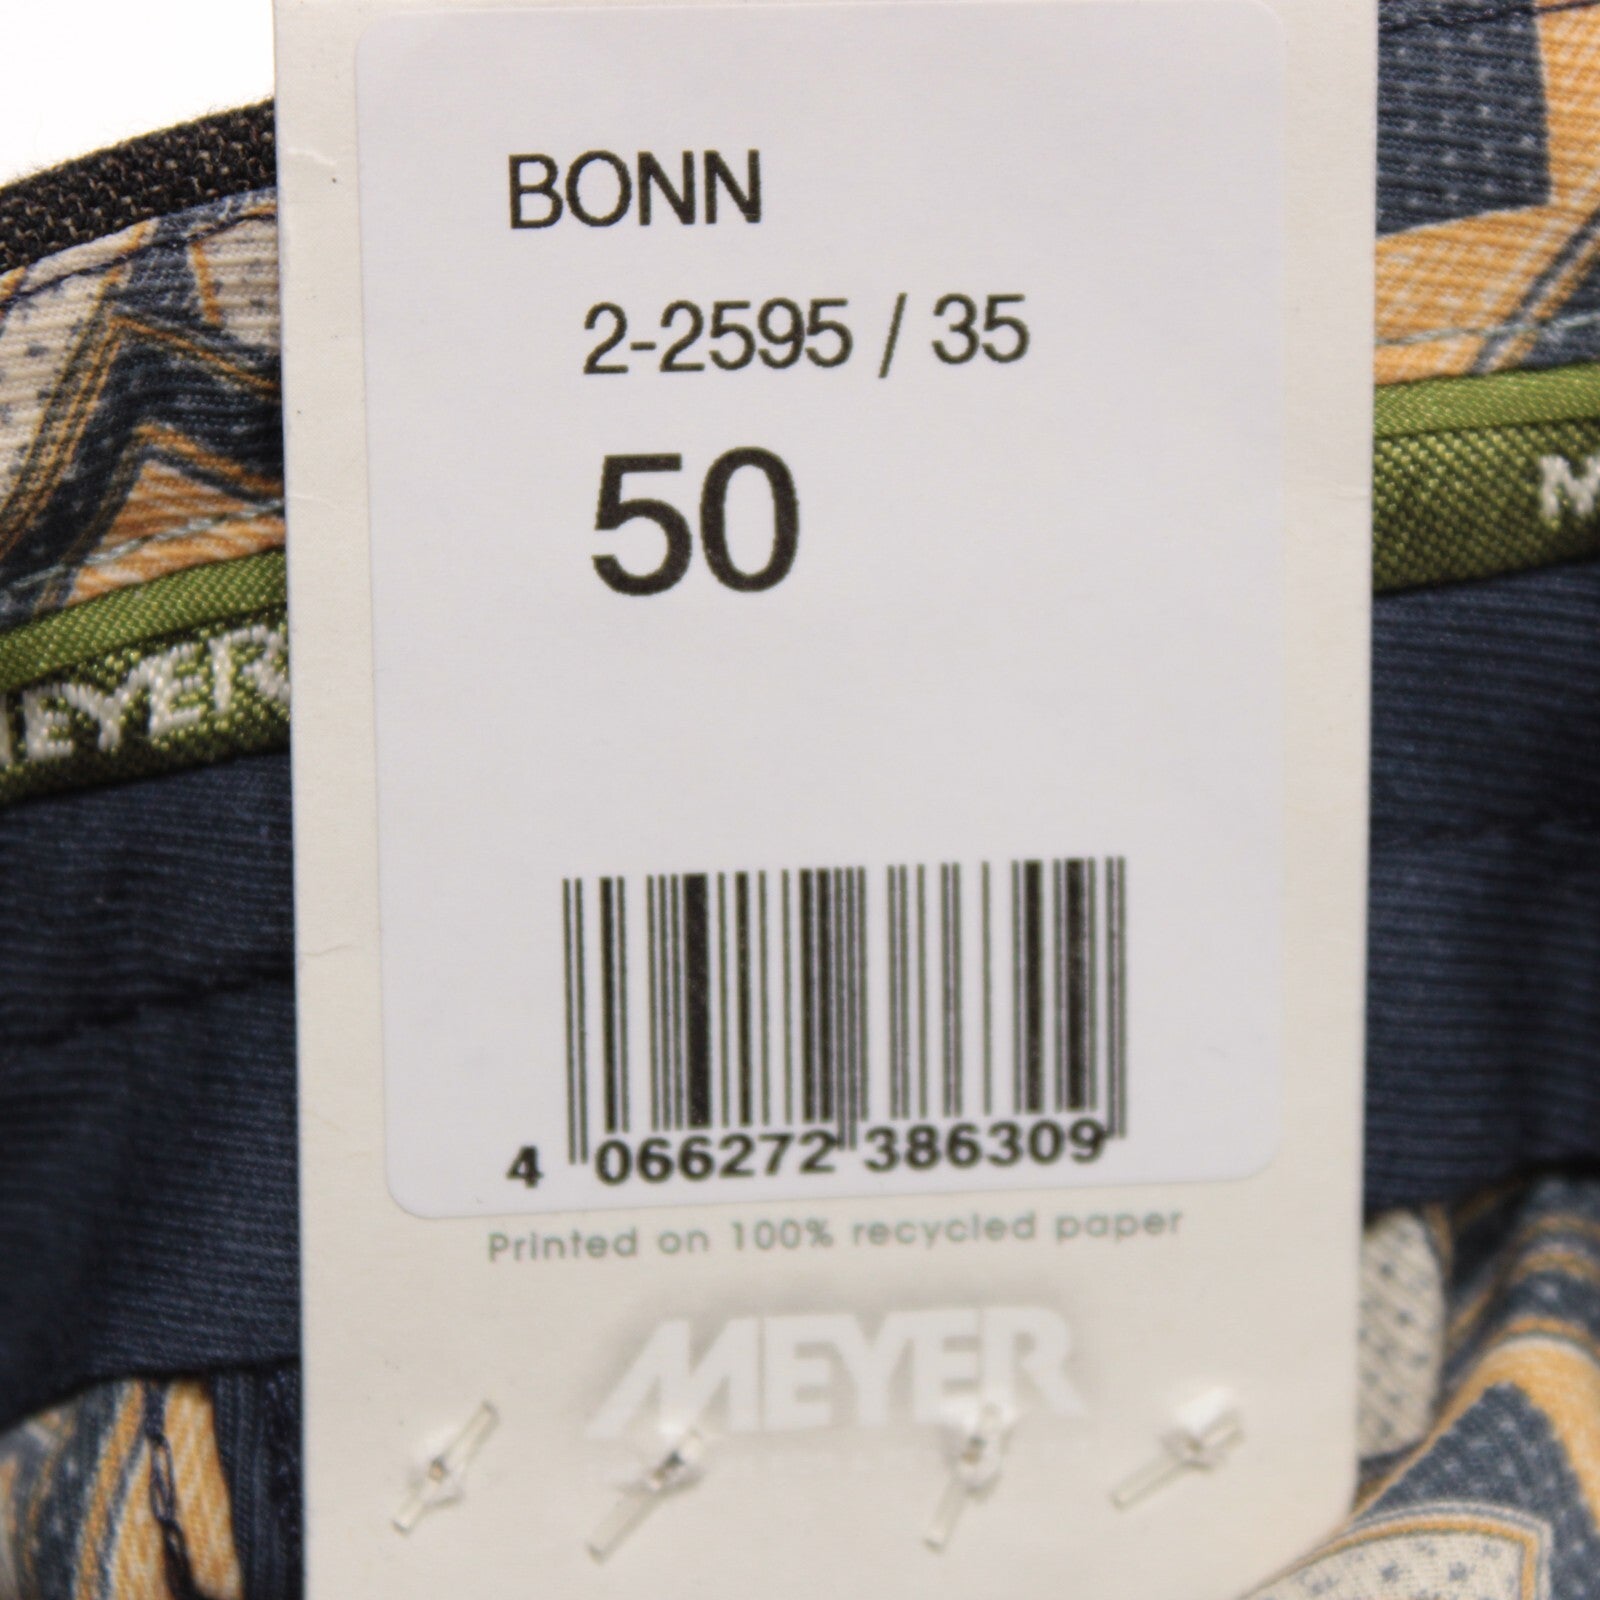 BONN
2-2595 / 35
50
MEYER
M
4 066272 386309
Printed on 100% recycled paper
MEYER